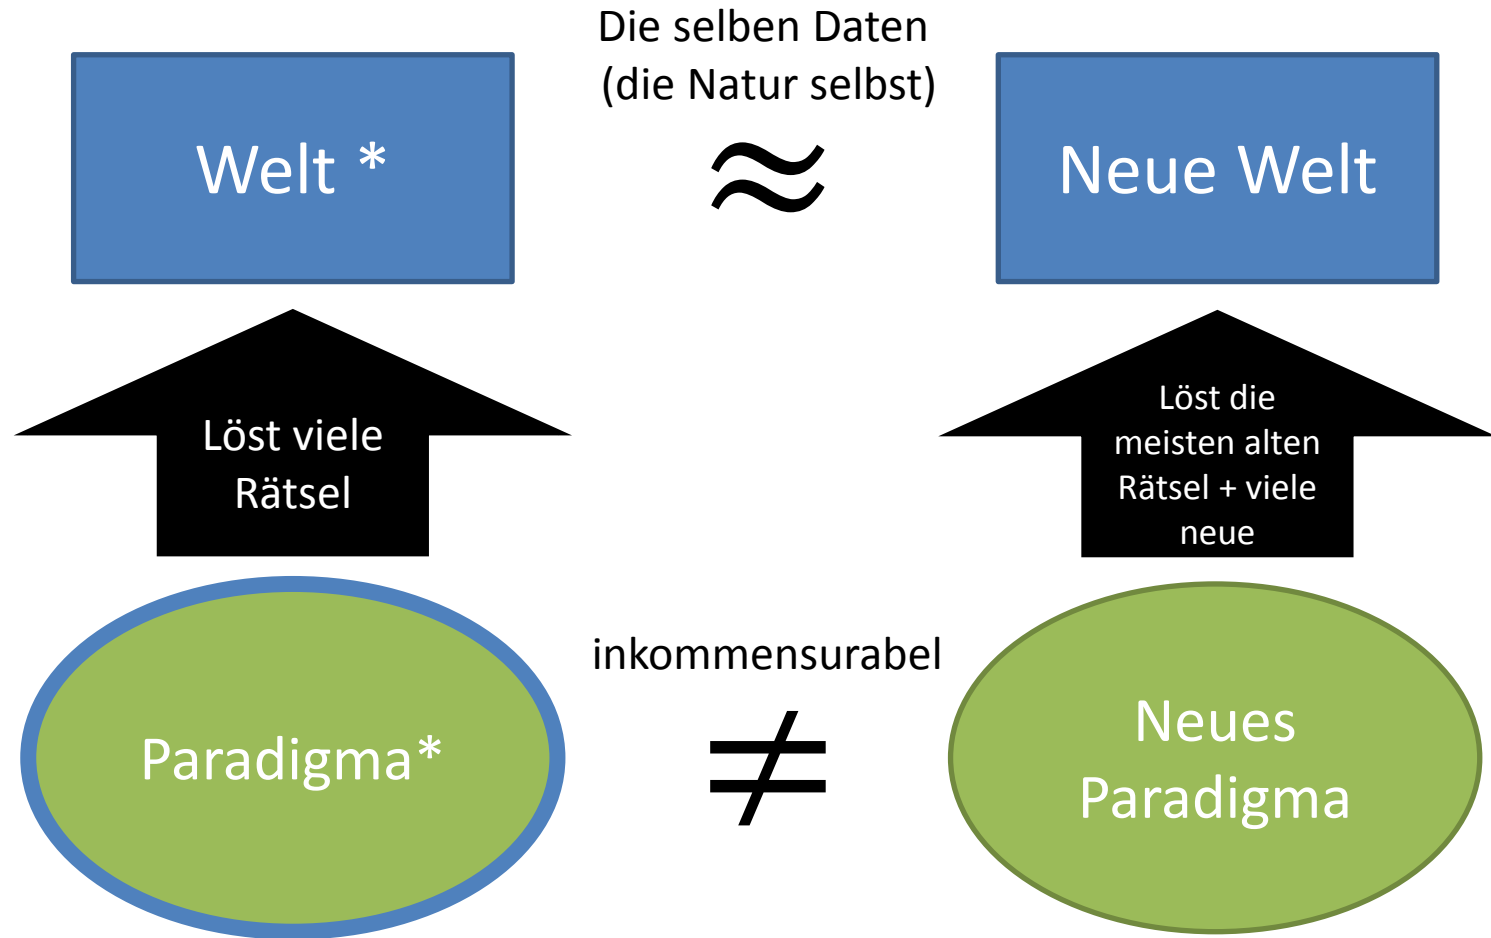 Die selben Daten
(die Natur selbst)
Welt *
≈
Neue Welt
Löst viele
Rätsel
Löst die
meisten alten
Rätsel + viele
neue
inkommensurabel
Paradigma*
≠
Neues
Paradigma